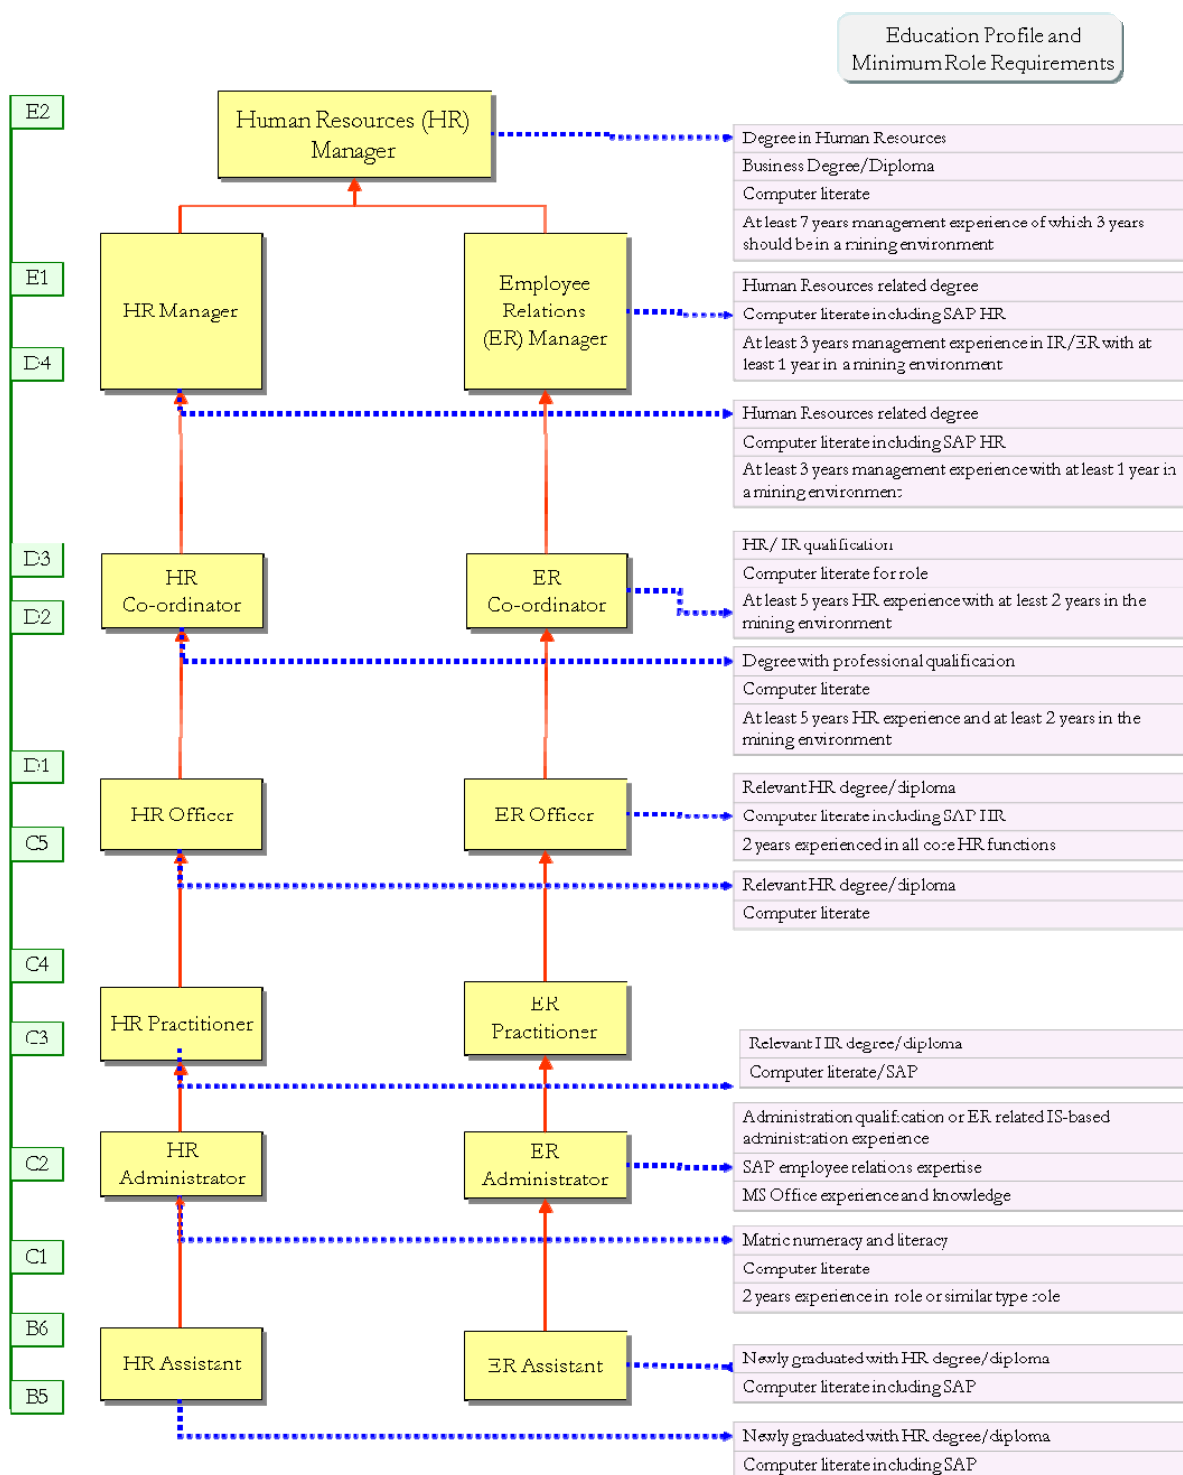 Education Profile and
Minimum Role Requirements
E2
Human Resources (HR)
Manager
Degree in Human Resources
Business Degree/Diploma
Computer literate
At least 7 years management experience of which 3 years
should be in a mining environment
E1
HR Manager
Employee
Relations
(ER) Manager
Human Resources related degree
Computer literate including SAP HR
At least 3 years management experience in IR/ER with at
least 1 year in a mining environment
D4
Human Resources related degree
Computer literate including SAP HR
At least 3 years management experience with at least 1 year in
a mining environment
D3
HR
Co-ordinator
ER
Co-ordinator
HR/ IR qualification
Computer literate for role
At least 5 years HR experience with at least 2 years in the
mining environment
D2
Degree with professional qualification
Computer literate
At least 5 years HR experience and at least 2 years in the
mining environment
D1
HR Officer
ER Officer
Relevant HR degree/diploma
Computer literate including SAP HR
2 years experienced in all core HR functions
C5
Relevant HR degree/diploma
Computer literate
C4
HR Practitioner
ER
Practitioner
C3
Relevant HR degree/diploma
Computer literate/SAP
HR
Administrator
ER
Administrator
Administration qualification or ER related IS-based
administration experience
SAP employee relations expertise
MS Office experience and knowledge
C2
Matric numeracy and literacy
Computer literate
2 years experience in role or similar type role
C1
B6
HR Assistant
ER Assistant
Newly graduated with HR degree/diploma
Computer literate including SAP
B5
Newly graduated with HR degree/diploma
Computer literate including SAP